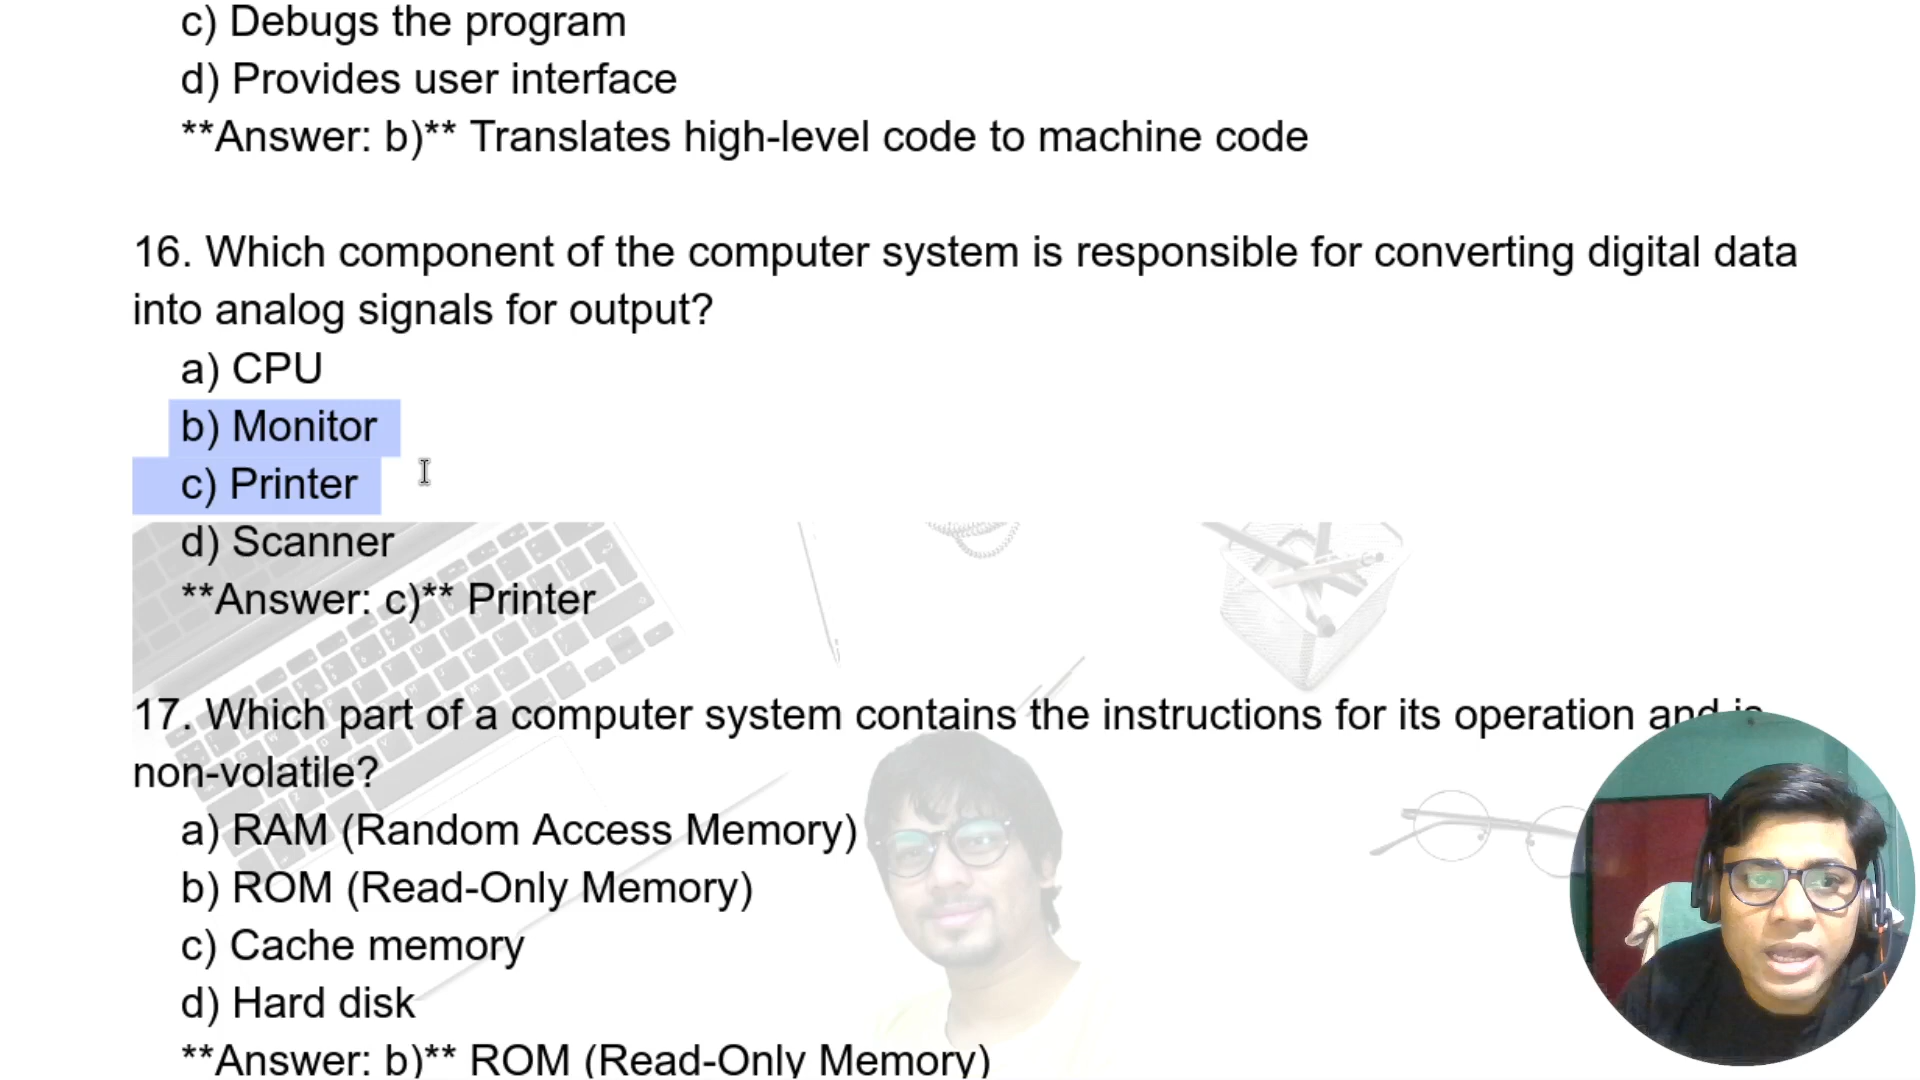 c) Debugs the program
d) Provides user interface
**Answer: b)** Translates high-level code to machine code
16. Which component of the computer system is responsible for converting digital data
into analog signals for output?
a) CPU
b) Monitor
c) Printer
d) Scanner
**Answer: c)** Printer
17. Which part of a computer system contains the instructions for its operation and is
non-volatile?
a) RAM (Random Access Memory)
b) ROM (Read-Only Memory)
c) Cache memory
d) Hard disk
**Answer: b)** ROM (Read-Only Memory)